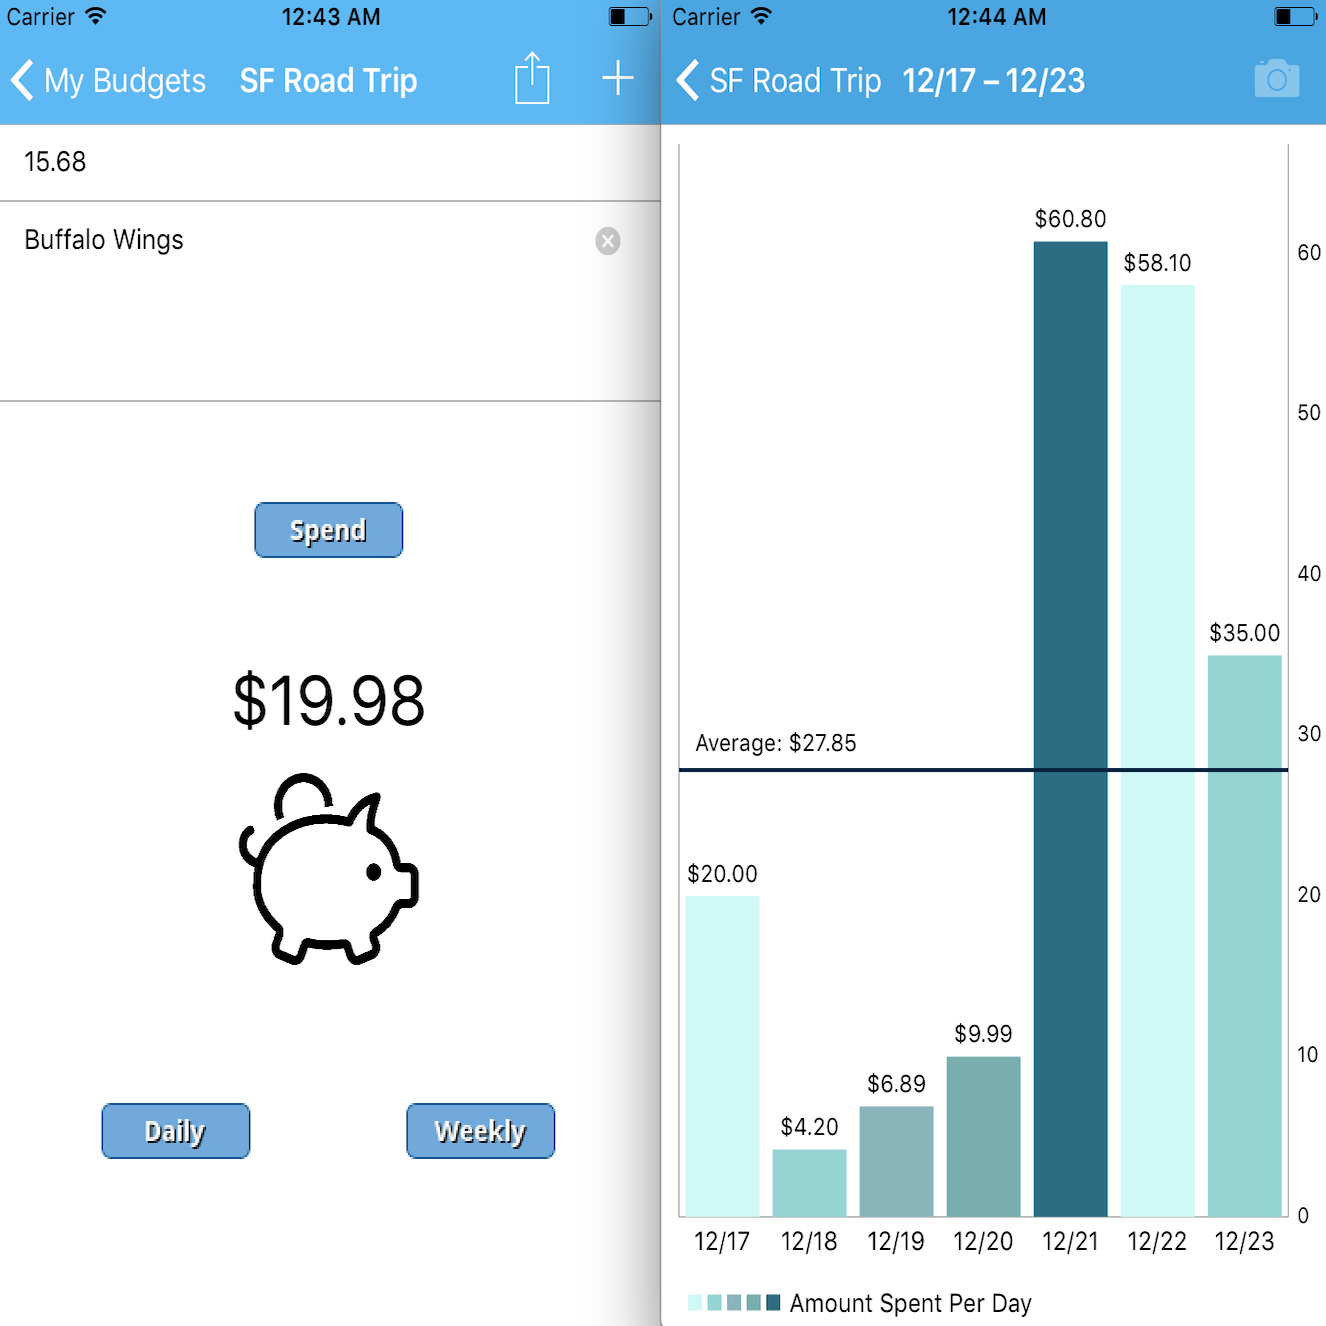 Carrier 12:43 AM
My Budgets SF Road Trip
15.68
Buffalo Wings
Spend
$19.98
Daily Weekly
Carrier 12:44 AM
SF Road Trip 12/17 – 12/23
$60.80
$58.10
60
50
40
$35.00
30
Average: $27.85
$20.00
20
$9.99
10
$6.89
$4.20
0
12/17 12/18 12/19 12/20 12/21 12/22 12/23
Amount Spent Per Day